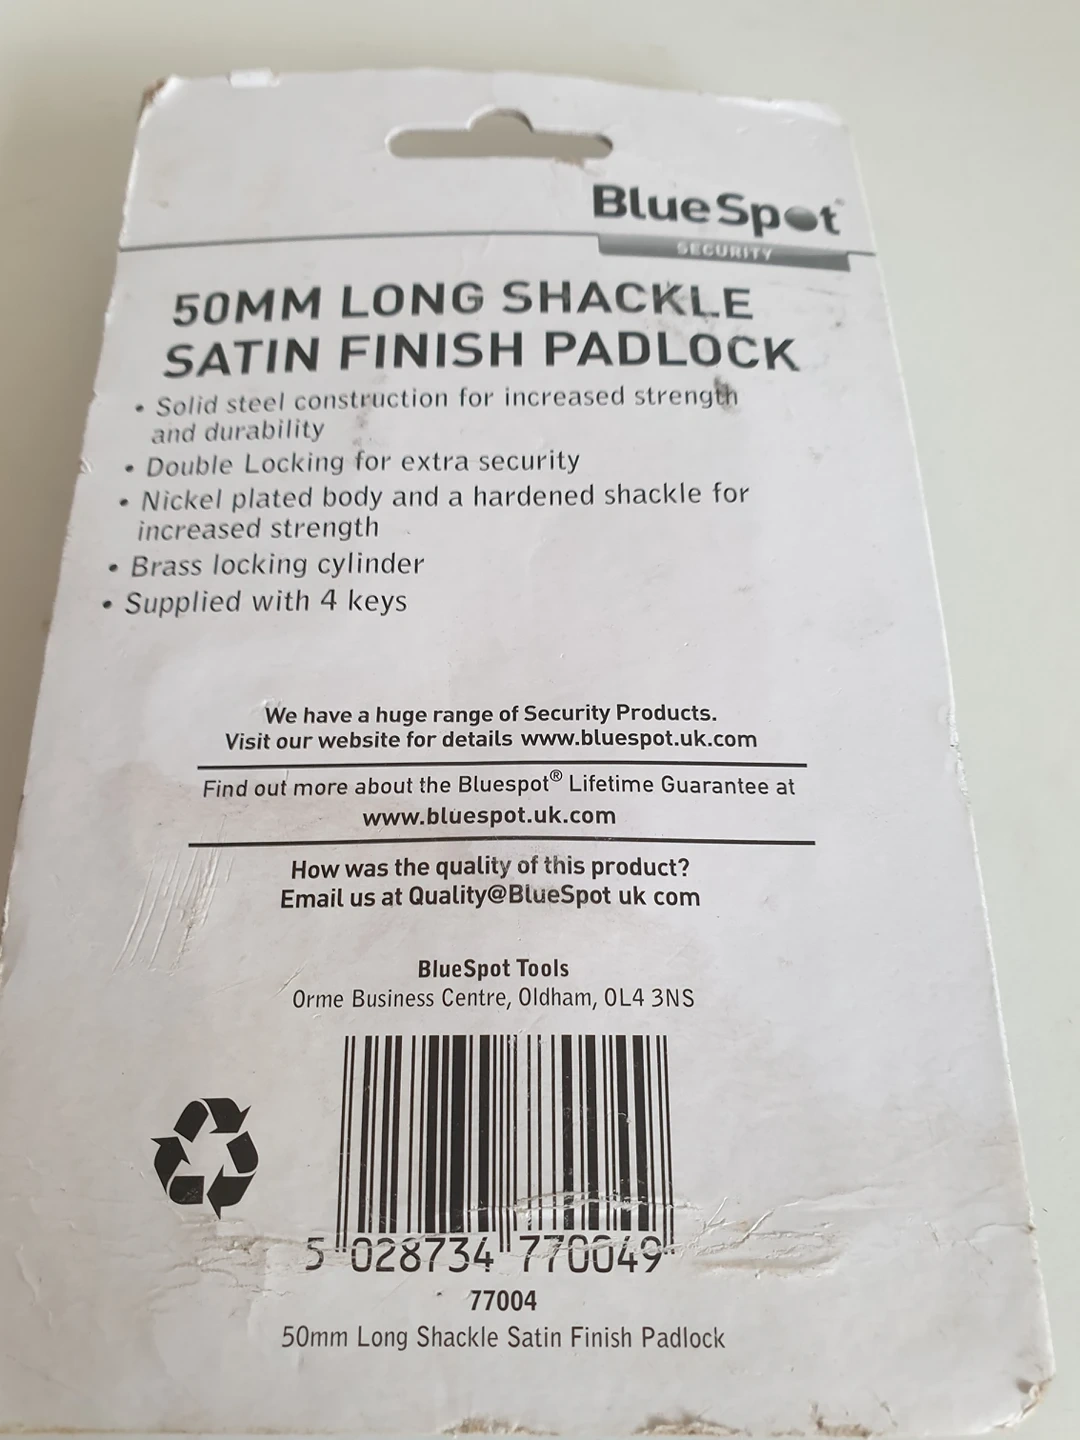 BlueSpot
SECURITY
50MM LONG SHACKLE
SATIN FINISH PADLOCK
• Solid steel construction for increased strength
and durability
• Double Locking for extra security
• Nickel plated body and a hardened shackle for
increased strength
• Brass locking cylinder
• Supplied with 4 keys
We have a huge range of Security Products.
Visit our website for details www.bluespot.uk.com
Find out more about the Bluespot® Lifetime Guarantee at
www.bluespot.uk.com
How was the quality of this product?
Email us at Quality@BlueSpot uk com
BlueSpot Tools
Orme Business Centre, Oldham, OL4 3NS
5 028734 770049
77004
50mm Long Shackle Satin Finish Padlock